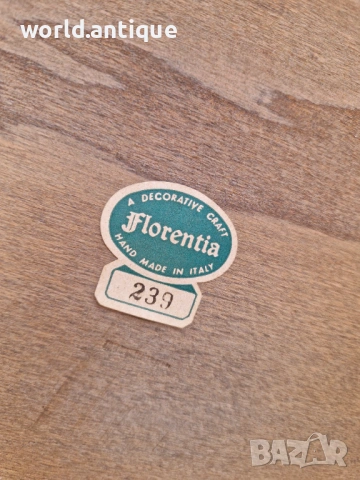 world.antique
A DECORATIVE CRAFT
Florentia
HAND MADE IN ITALY
239
BAZAR